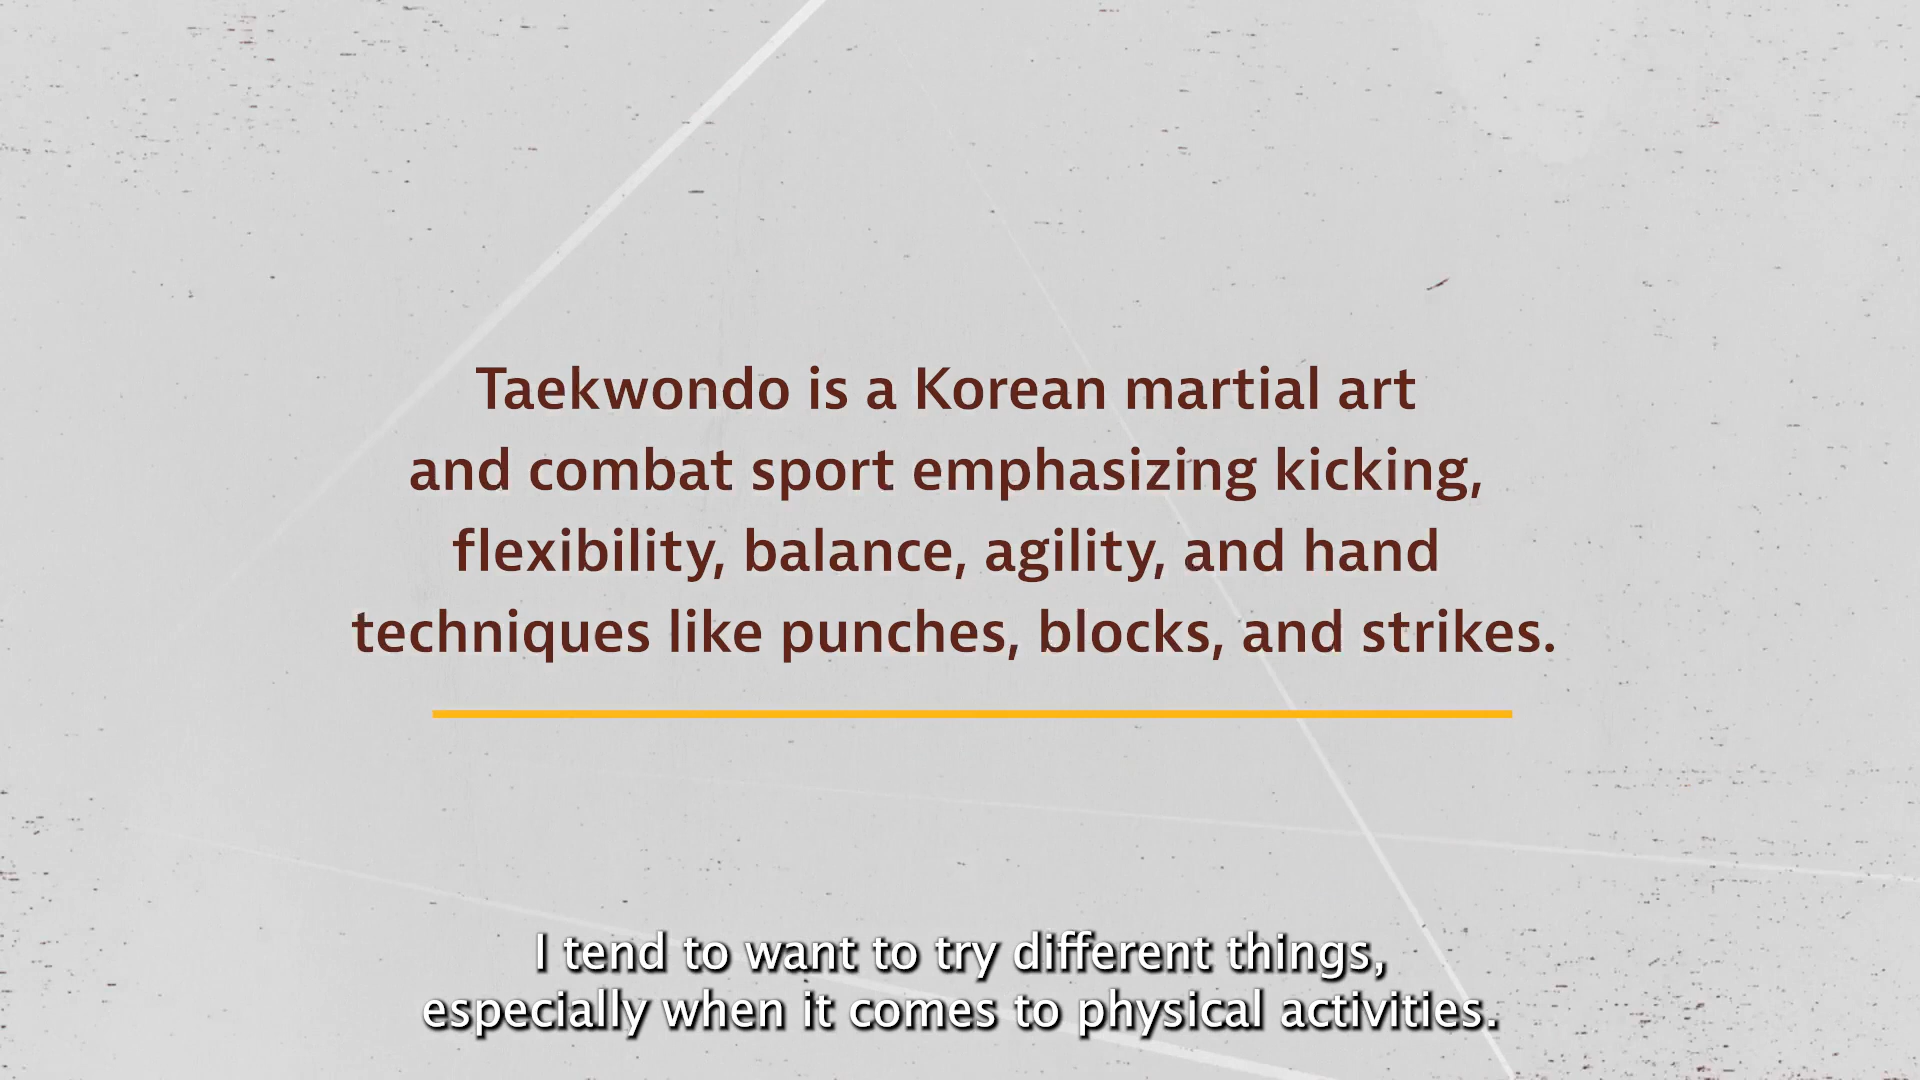 Taekwondo is a Korean martial art
and combat sport emphasizing kicking,
flexibility, balance, agility, and hand
techniques like punches, blocks, and strikes.
I tend to want to try different things,
especially when it comes to physical activities.